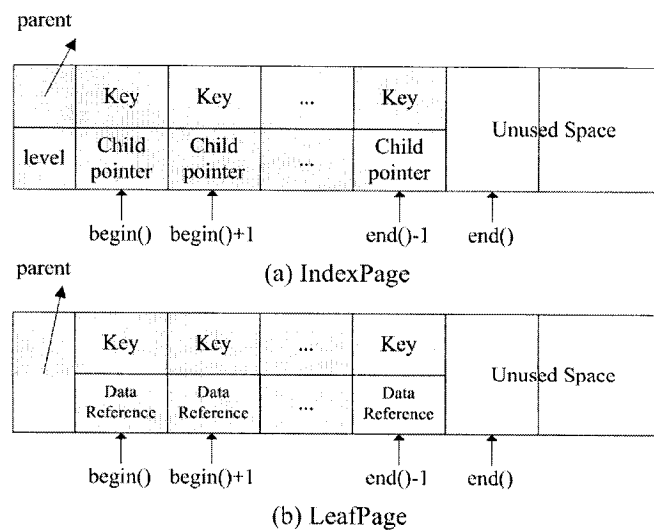 parent
Key Key ... Key
Unused Space
level Child pointer Child pointer ... Child pointer
begin() begin()+1 end()-1 end()
(a) IndexPage
parent
Key Key ... Key
Unused Space
Data Reference Data Reference ... Data Reference
begin() begin()+1 end()-1 end()
(b) LeafPage